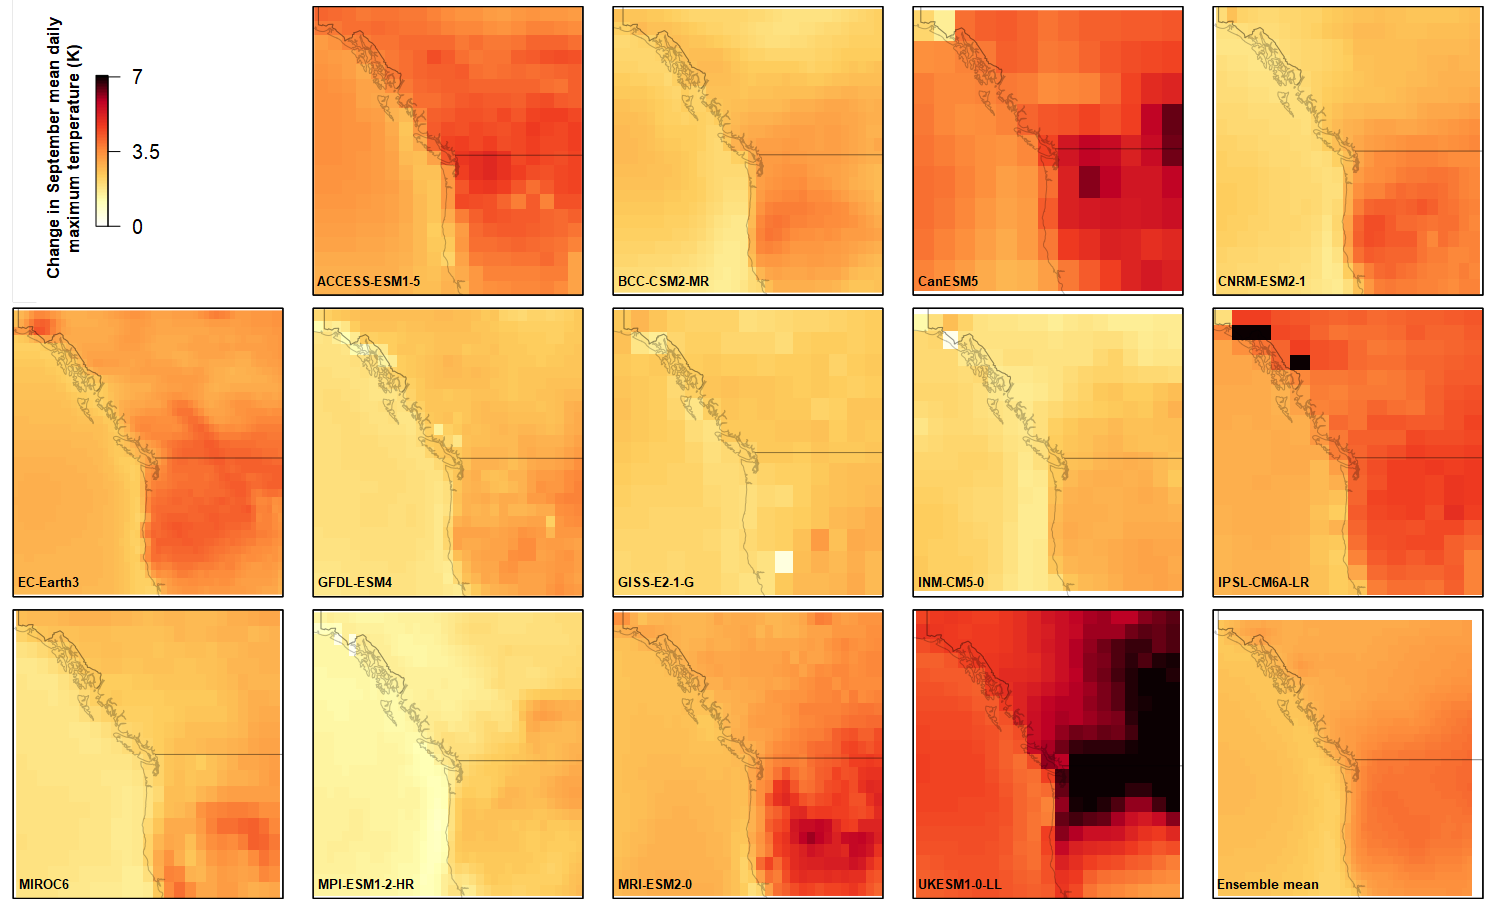 Change in September mean daily
maximum temperature (K)
7
3.5
0
ACCESS-ESM1-5
BCC-CSM2-MR
CanESM5
CNRM-ESM2-1
EC-Earth3
GFDL-ESM4
GISS-E2-1-G
INM-CM5-0
IPSL-CM6A-LR
MIROC6
MPI-ESM1-2-HR
MRI-ESM2-0
UKESM1-0-LL
Ensemble mean